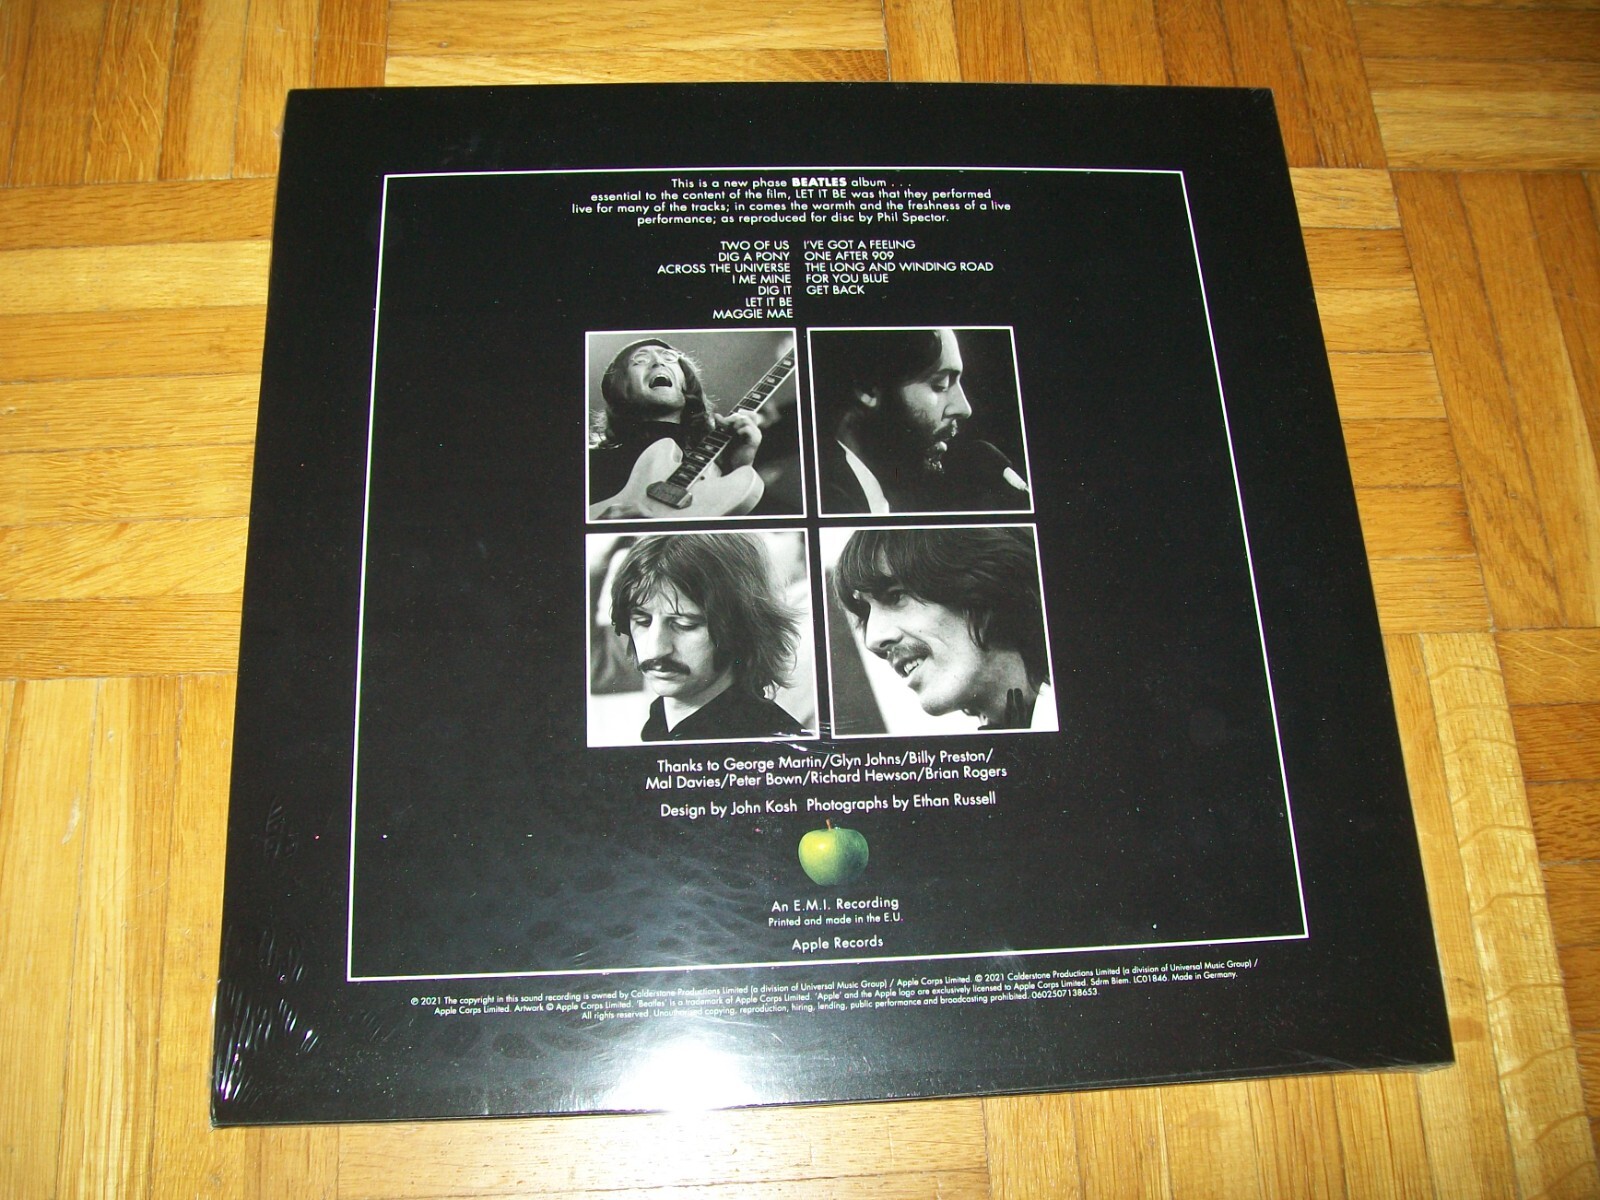 This is a new phase BEATLES album . . .
essential to the content of the film, LET IT BE was that they performed
live for many of the tracks; in comes the warmth and the freshness of a live
performance; as reproduced for disc by Phil Spector.
TWO OF US
DIG A PONY
ACROSS THE UNIVERSE
I ME MINE
DIG IT
LET IT BE
MAGGIE MAE
I'VE GOT A FEELING
ONE AFTER 909
THE LONG AND WINDING ROAD
FOR YOU BLUE
GET BACK
Thanks to George Martin/Glyn Johns/Billy Preston/
Mal Davies/Peter Bown/Richard Hewson/Brian Rogers
Design by John Kosh Photographs by Ethan Russell
An E.M.I. Recording
Printed and made in the E.U.
Apple Records
℗ 2021 The copyright in this sound recording is owned by Calderstone Productions Limited (a division of Universal Music Group) / Apple Corps Limited. © 2021 Calderstone Productions Limited (a division of Universal Music Group) /
Apple Corps Limited. Artwork © Apple Corps Limited. 'Beatles' is a trademark of Apple Corps Limited. 'Apple' and the Apple logo are exclusively licensed to Apple Corps Limited. Sdrm Biem. LC01846. Made in Germany.
All rights reserved. Unauthorised copying, reproduction, hiring, lending, public performance and broadcasting prohibited. 0602507138653.